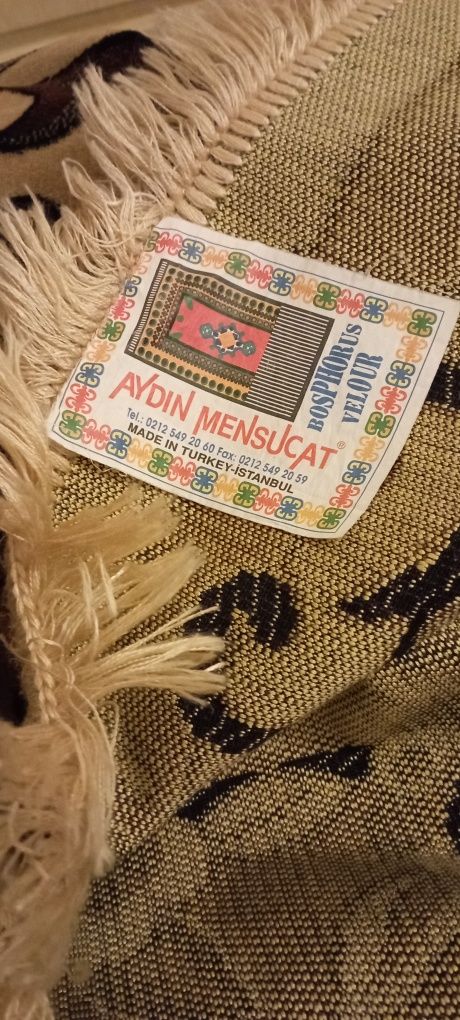 BOSPHORUS
VELOUR
AYDIN MENSUCAT®
Tel.: 0212 549 20 60 Fax: 0212 549 20 59
MADE IN TURKEY-ISTANBUL